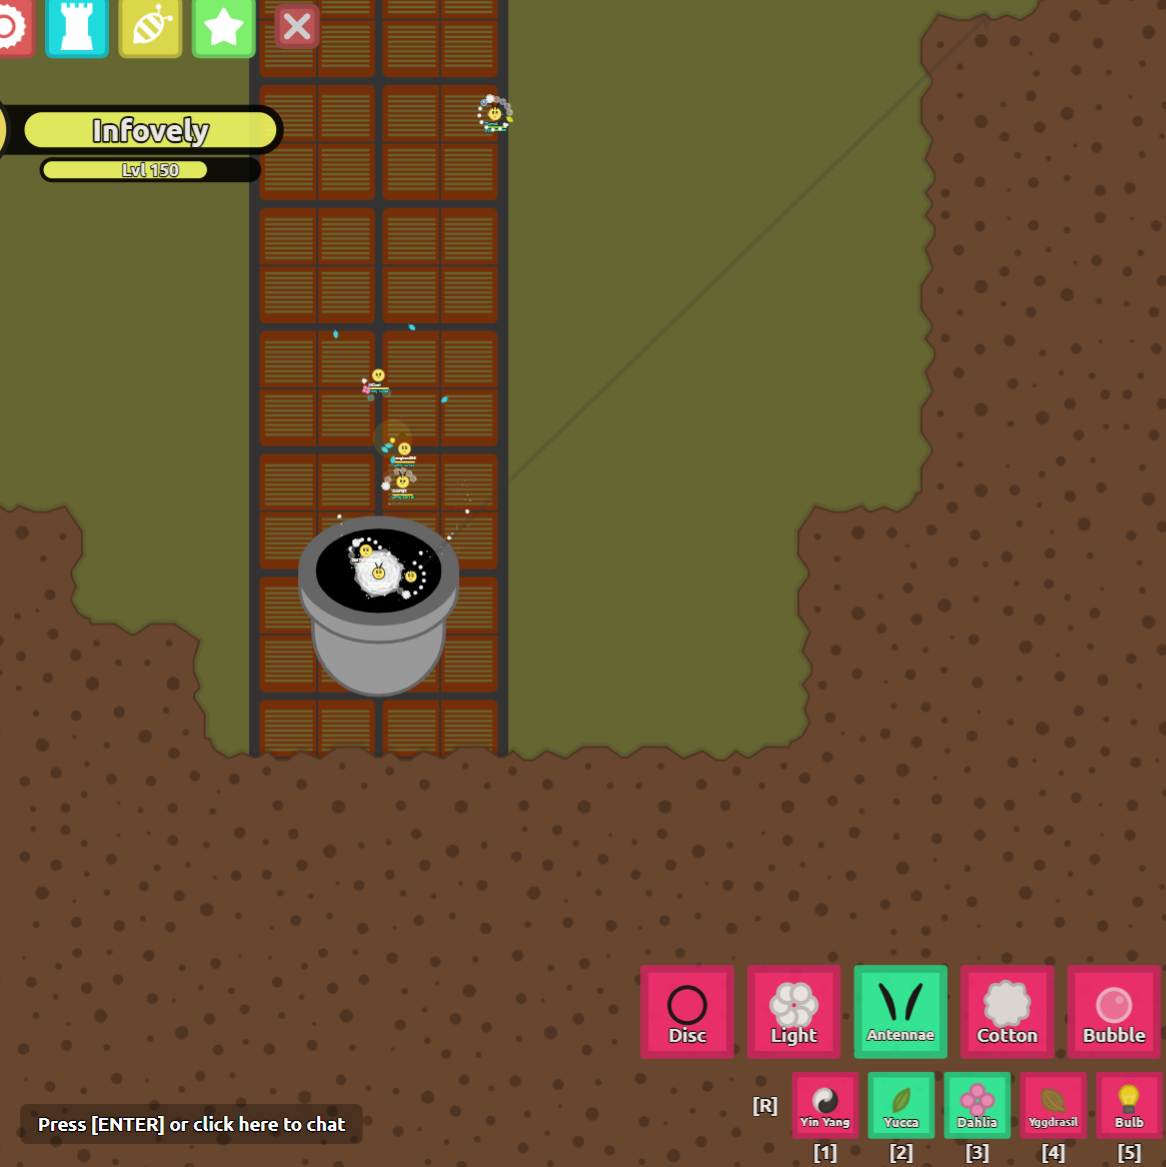 Infovely
Lvl 150
Disc
Light
Antennae
Cotton
Bubble
[R]
Yin Yang
Yucca
Dahlia
Yggdrasil
Bulb
Press [ENTER] or click here to chat
[1]
[2]
[3]
[4]
[5]